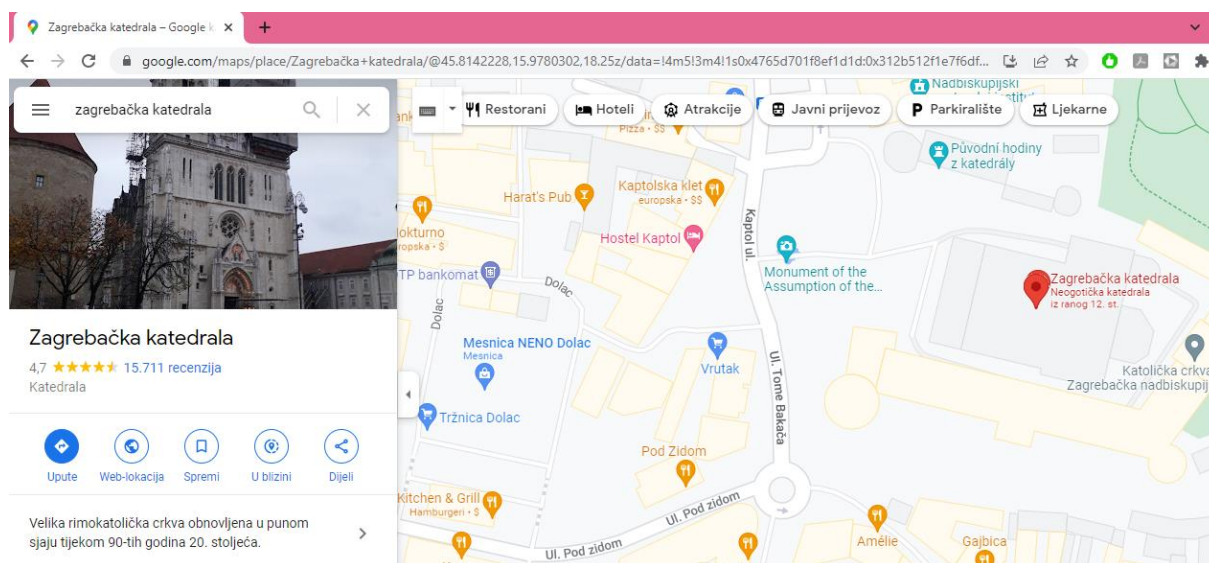 Zagrebačka katedrala – Google k
google.com/maps/place/Zagrebačka+katedrala/@45.8142228,15.9780302,18.25z/data=!4m5!3m4!1s0x4765d701f8ef1d1d:0x312b512f1e7f6df...
zagrebačka katedrala
Restorani
Hoteli
Atrakcije
Javni prijevoz
Parkiralište
Ljekarne
Zagrebačka katedrala
4,7
15.711 recenzija
Katedrala
Upute
Web-lokacija
Spremi
U blizini
Dijeli
Velika rimokatolička crkva obnovljena u punom
sjaju tijekom 90-tih godina 20. stoljeća.
Nadbiskupijski
Pizza • $$
Původní hodiny
z katedrály
Harat's Pub
Kaptolska klet
europska • $$
Kaptol ul.
okturno
ropska • $
Hostel Kaptol
TP bankomat
Dolac
Dolac
Monument of the
Assumption of the...
Zagrebačka katedrala
Neogotička katedrala
iz ranog 12. st.
Mesnica NENO Dolac
Mesnica
Vrutak
Ul. Tome Bakača
Katolička crkva
Zagrebačka nadbiskupij
Tržnica Dolac
Pod Zidom
Kitchen & Grill
Hamburgeri • $
Ul. Pod zidom
Ul. Pod zidom
Amélie
Gajbica